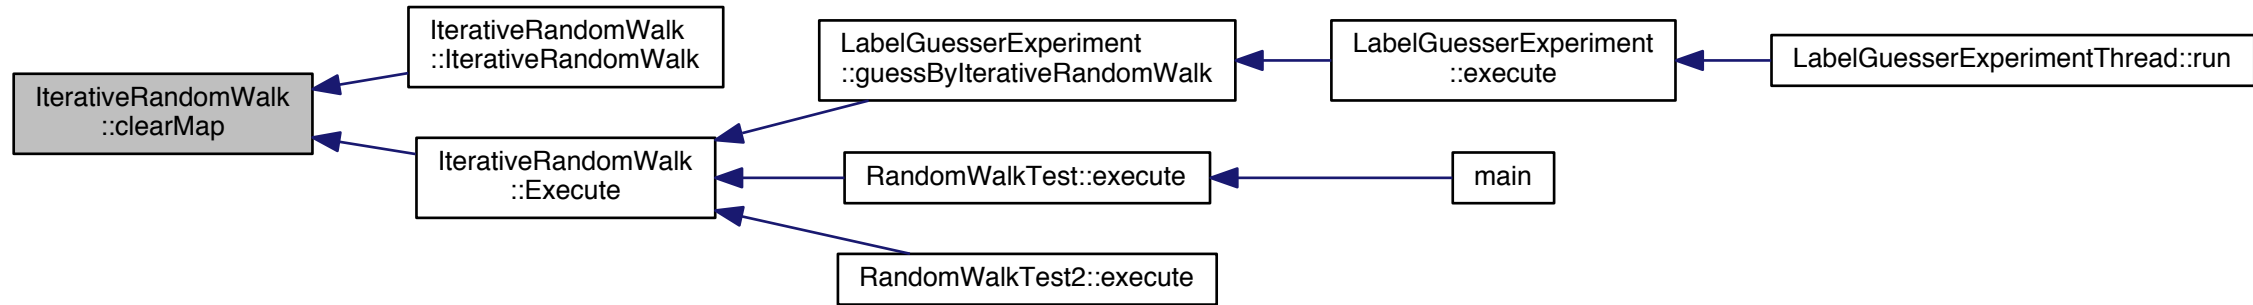 IterativeRandomWalk
::clearMap
IterativeRandomWalk
::IterativeRandomWalk
IterativeRandomWalk
::Execute
LabelGuesserExperiment
::guessByIterativeRandomWalk
RandomWalkTest::execute
RandomWalkTest2::execute
LabelGuesserExperiment
::execute
main
LabelGuesserExperimentThread::run